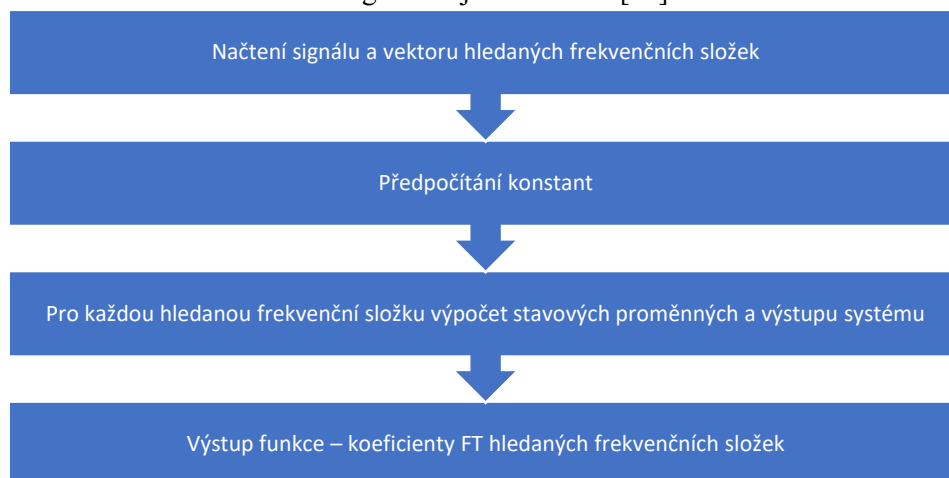 Načtení signálu a vektoru hledaných frekvenčních složek
Předpočítání konstant
Pro každou hledanou frekvenční složku výpočet stavových proměnných a výstupu systému
Výstup funkce – koeficienty FT hledaných frekvenčních složek